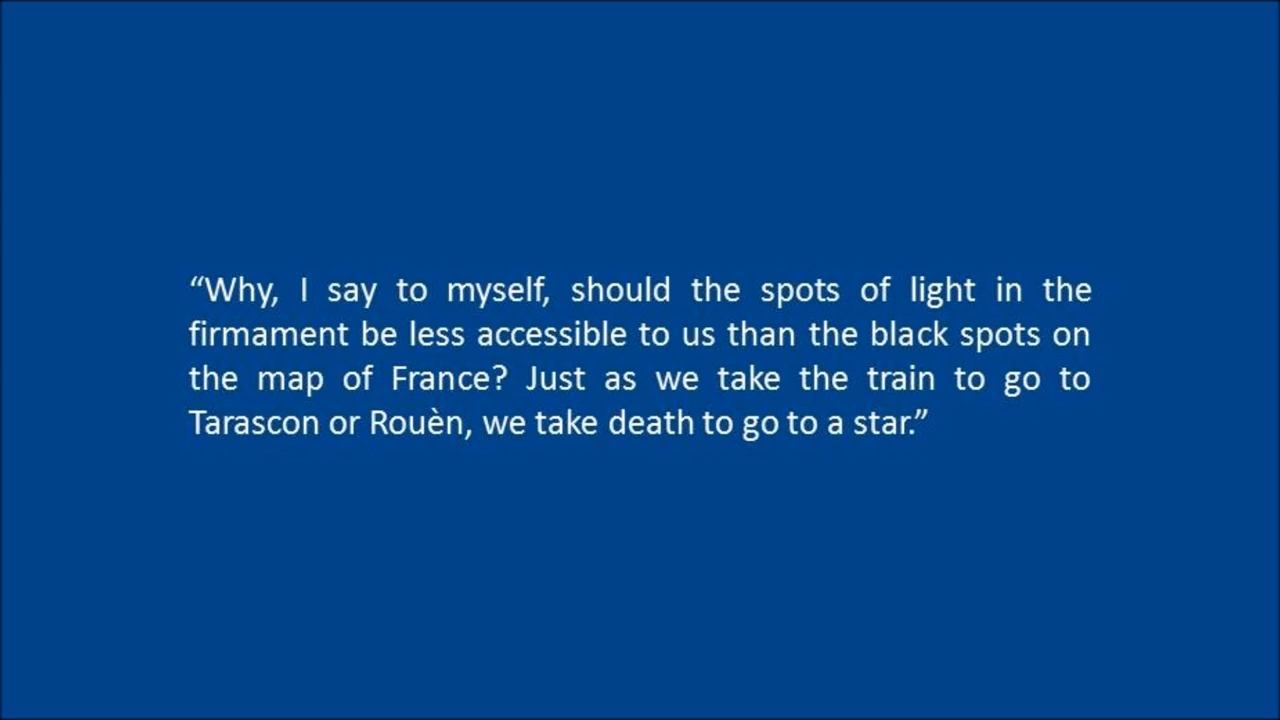 “Why, I say to myself, should the spots of light in the
firmament be less accessible to us than the black spots on
the map of France? Just as we take the train to go to
Tarascon or Rouèn, we take death to go to a star.”